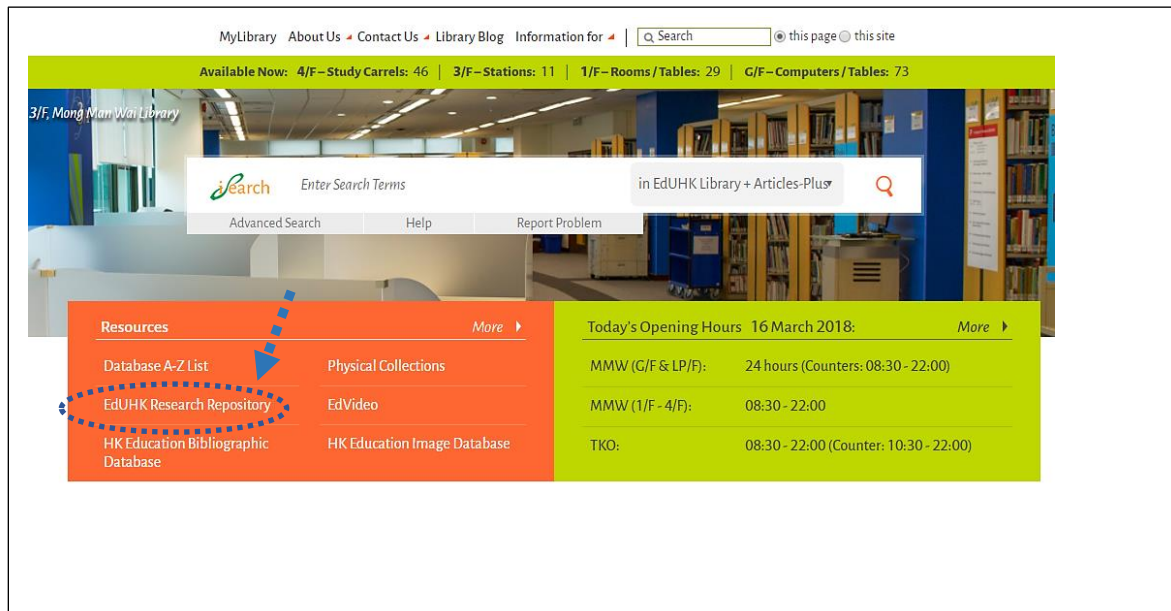 MyLibrary About Us Contact Us Library Blog Information for Search this page this site
Available Now: 4/F – Study Carrels: 46 | 3/F – Stations: 11 | 1/F – Rooms / Tables: 29 | G/F – Computers / Tables: 73
3/F, Mong Man Wai Library
iSearch Enter Search Terms in EdUHK Library + Articles-Plus
Advanced Search Help Report Problem
Resources More
Database A-Z List Physical Collections
EdUHK Research Repository EdVideo
HK Education Bibliographic Database HK Education Image Database
Today's Opening Hours 16 March 2018: More
MMW (G/F & LP/F): 24 hours (Counters: 08:30 - 22:00)
MMW (1/F - 4/F): 08:30 - 22:00
TKO: 08:30 - 22:00 (Counter: 10:30 - 22:00)